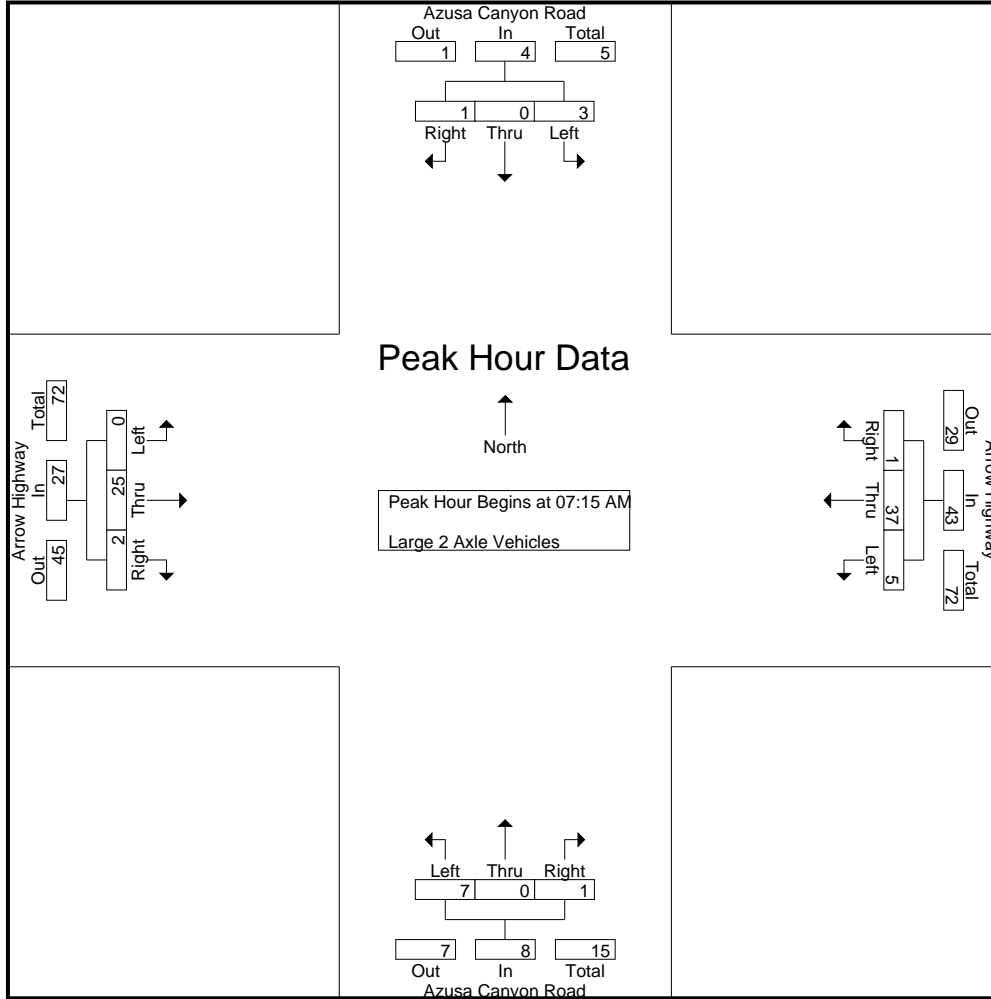 Azusa Canyon Road
Out In Total
1 4 5
1 0 3
Right Thru Left
Peak Hour Data
North
Peak Hour Begins at 07:15 AM
Large 2 Axle Vehicles
Arrow Highway
Total In Out
72 27 45
0 25 2
Left Thru Right
Arrow Highway
Out In Total
29 43 72
1 37 5
Right Thru Left
Left Thru Right
7 0 1
7 8 15
Out In Total
Azusa Canyon Road